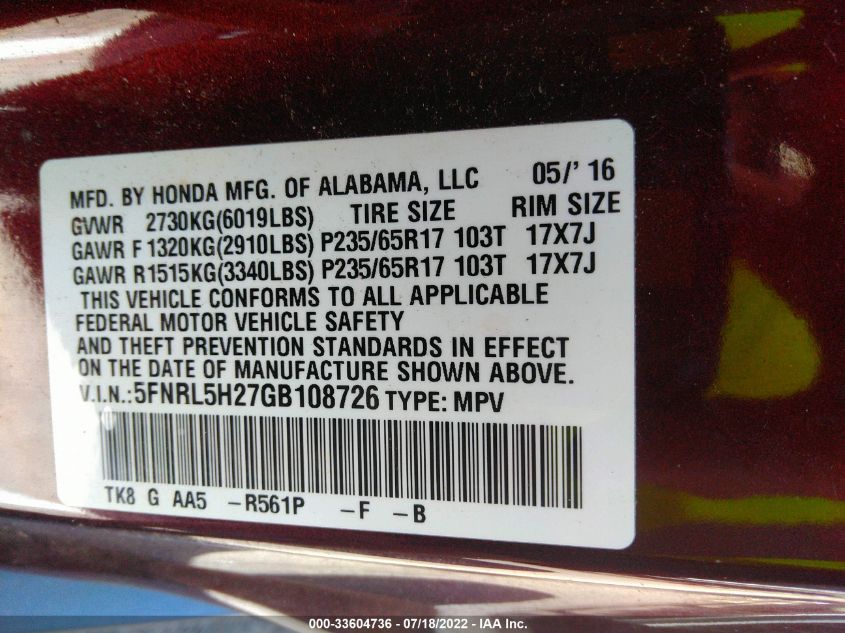 MFD. BY HONDA MFG. OF ALABAMA, LLC 05/' 16
GVWR 2730KG(6019LBS) TIRE SIZE RIM SIZE
GAWR F 1320KG(2910LBS) P235/65R17 103T 17X7J
GAWR R1515KG(3340LBS) P235/65R17 103T 17X7J
THIS VEHICLE CONFORMS TO ALL APPLICABLE
FEDERAL MOTOR VEHICLE SAFETY
AND THEFT PREVENTION STANDARDS IN EFFECT
ON THE DATE OF MANUFACTURE SHOWN ABOVE.
V.I.N.:5FNRL5H27GB108726 TYPE: MPV
TK8 G AA5 -R561P -F -B
000-33604736 - 07/18/2022 - IAA Inc.